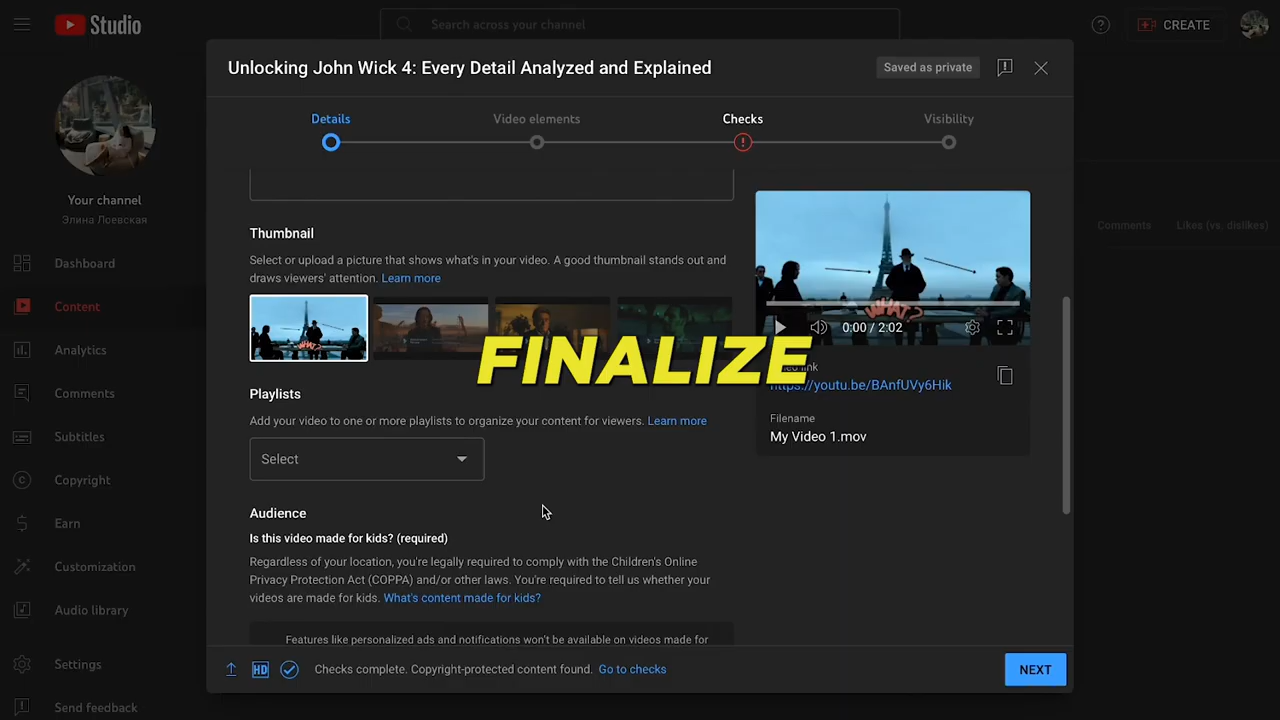 Studio
Search across your channel
CREATE
Your channel
Элина Лоевская
Dashboard
Content
Analytics
Comments
Subtitles
Copyright
Earn
Customization
Audio library
Settings
Send feedback
Unlocking John Wick 4: Every Detail Analyzed and Explained
Saved as private
Details
Video elements
Checks
Visibility
Thumbnail
Select or upload a picture that shows what's in your video. A good thumbnail stands out and
draws viewers' attention. Learn more
WHAT?
FINALIZE
Playlists
Add your video to one or more playlists to organize your content for viewers. Learn more
Select
Audience
Is this video made for kids? (required)
Regardless of your location, you're legally required to comply with the Children's Online
Privacy Protection Act (COPPA) and/or other laws. You're required to tell us whether your
videos are made for kids. What's content made for kids?
Features like personalized ads and notifications won't be available on videos made for
WHAT?
0:00 / 2:02
link
https://youtu.be/BAnfUVy6Hik
Filename
My Video 1.mov
HD
Checks complete. Copyright-protected content found. Go to checks
NEXT
Comments
Likes (vs. dislikes)